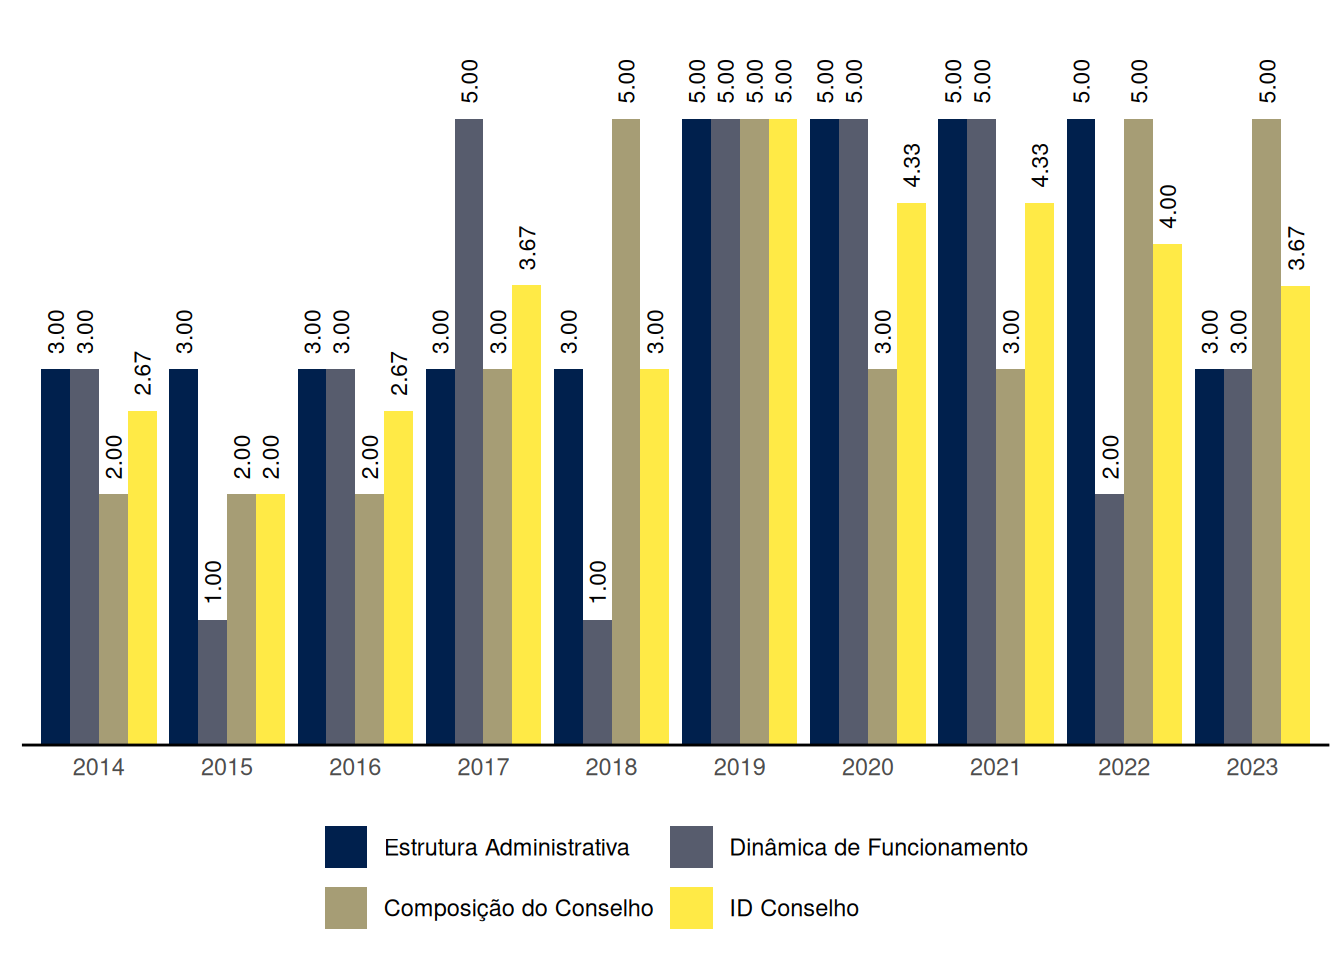 3.00 3.00 2.00 2.67 3.00 1.00 2.00 2.00 3.00 3.00 2.00 2.67 3.00 5.00 3.00 3.67 3.00 1.00 5.00 3.00 5.00 5.00 5.00 5.00 5.00 5.00 3.00 4.33 5.00 5.00 3.00 4.33 5.00 2.00 5.00 4.00 3.00 3.00 5.00 3.67
2014 2015 2016 2017 2018 2019 2020 2021 2022 2023
Estrutura Administrativa Dinâmica de Funcionamento
Composição do Conselho ID Conselho